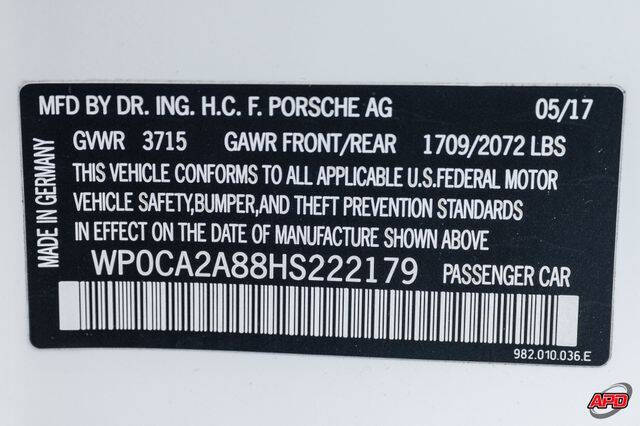 MFD BY DR. ING. H.C. F. PORSCHE AG 05/17
GVWR 3715 GAWR FRONT/REAR 1709/2072 LBS
THIS VEHICLE CONFORMS TO ALL APPLICABLE U.S.FEDERAL MOTOR
VEHICLE SAFETY,BUMPER,AND THEFT PREVENTION STANDARDS
IN EFFECT ON THE DATE OF MANUFACTURE SHOWN ABOVE
MADE IN GERMANY
WP0CA2A88HS222179 PASSENGER CAR
982.010.036.E
APD